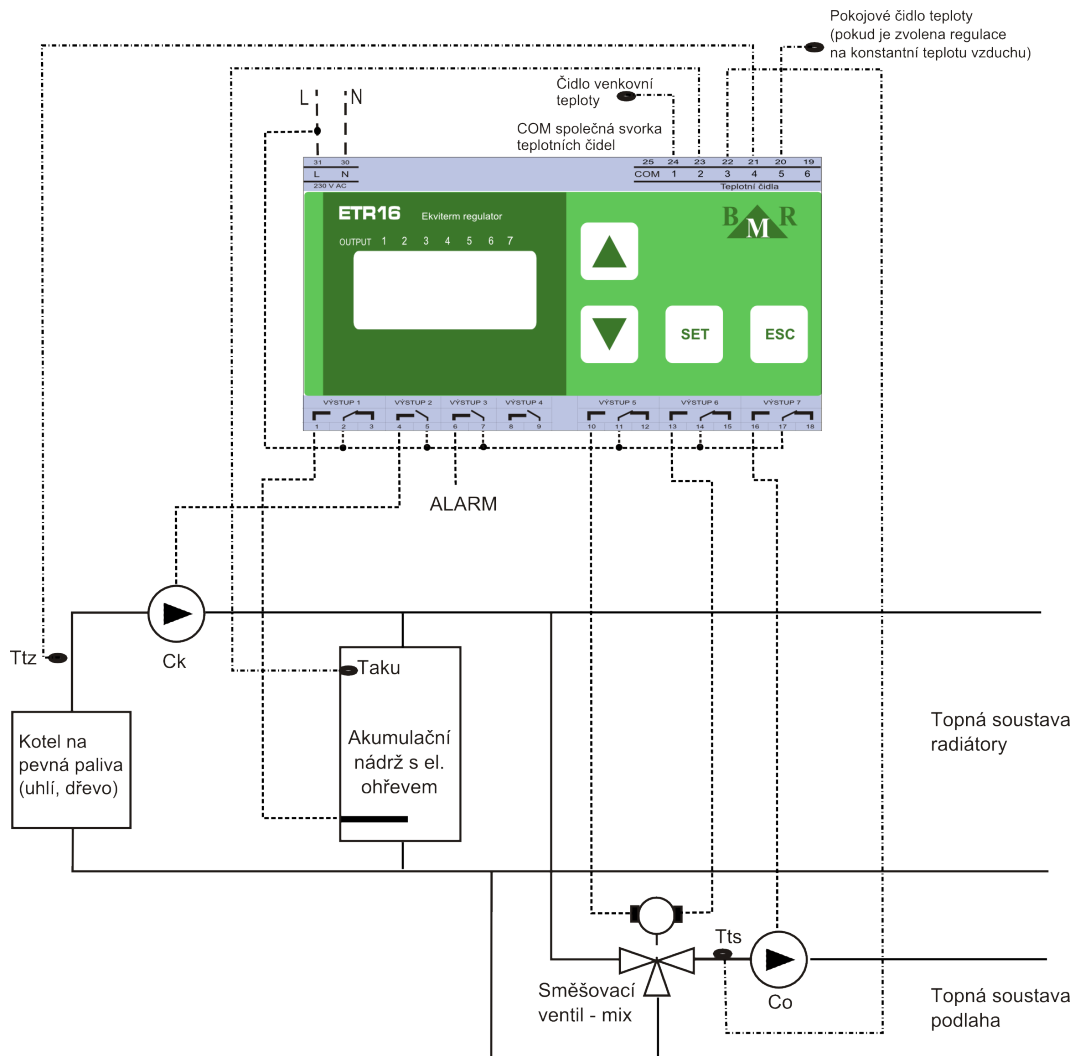 Pokojové čidlo teploty
(pokud je zvolena regulace
na konstantní teplotu vzduchu)
Čidlo venkovní
teploty
L N
COM společná svorka
teplotních čidel
31 30
L N
230 V AC
25 24 23 22 21 20 19
COM 1 2 3 4 5 6
Teplotní čidla
ETR16 Ekviterm regulator
BMR
OUTPUT 1 2 3 4 5 6 7
SET
ESC
VÝSTUP 1 VÝSTUP 2 VÝSTUP 3 VÝSTUP 4 VÝSTUP 5 VÝSTUP 6 VÝSTUP 7
1 2 3 4 5 6 7 8 9 10 11 12 13 14 15 16 17 18
ALARM
Ttz
Ck
Taku
Kotel na
pevná paliva
(uhlí, dřevo)
Akumulační
nádrž s el.
ohřevem
Topná soustava
radiátory
Tts
Směšovací
ventil - mix
Co
Topná soustava
podlaha